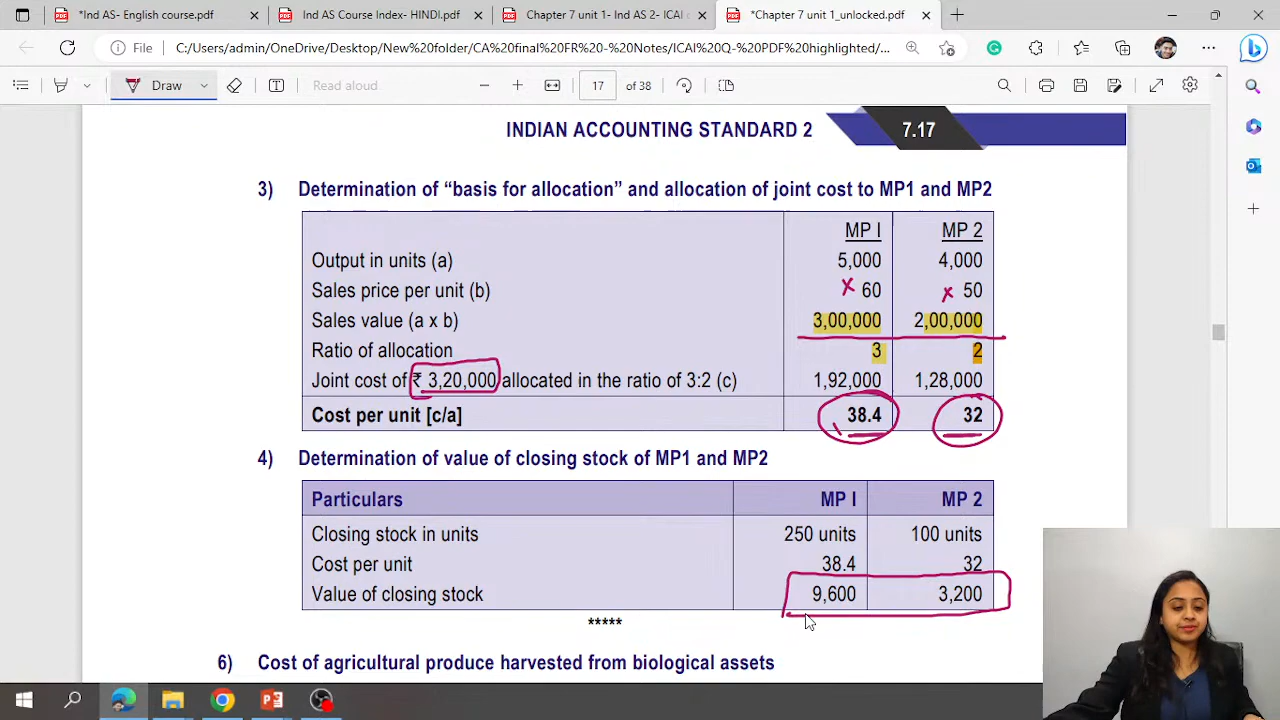 *Ind AS- English course.pdf
Ind AS Course Index- HINDI.pdf
Chapter 7 unit 1- Ind AS 2- ICAI
*Chapter 7 unit 1_unlocked.pdf
File C:/Users/admin/OneDrive/Desktop/New%20folder/CA%20final%20FR%20-%20Notes/ICAI%20Q-%20PDF%20highlighted/...
Draw Read aloud 17 of 38
INDIAN ACCOUNTING STANDARD 2 7.17
3) Determination of “basis for allocation” and allocation of joint cost to MP1 and MP2
MP I MP 2
Output in units (a) 5,000 4,000
Sales price per unit (b) × 60 × 50
Sales value (a x b) 3,00,000 2,00,000
Ratio of allocation 3 2
Joint cost of ₹ 3,20,000 allocated in the ratio of 3:2 (c) 1,92,000 1,28,000
Cost per unit [c/a] 38.4 32
4) Determination of value of closing stock of MP1 and MP2
Particulars MP I MP 2
Closing stock in units 250 units 100 units
Cost per unit 38.4 32
Value of closing stock 9,600 3,200
*****
6) Cost of agricultural produce harvested from biological assets